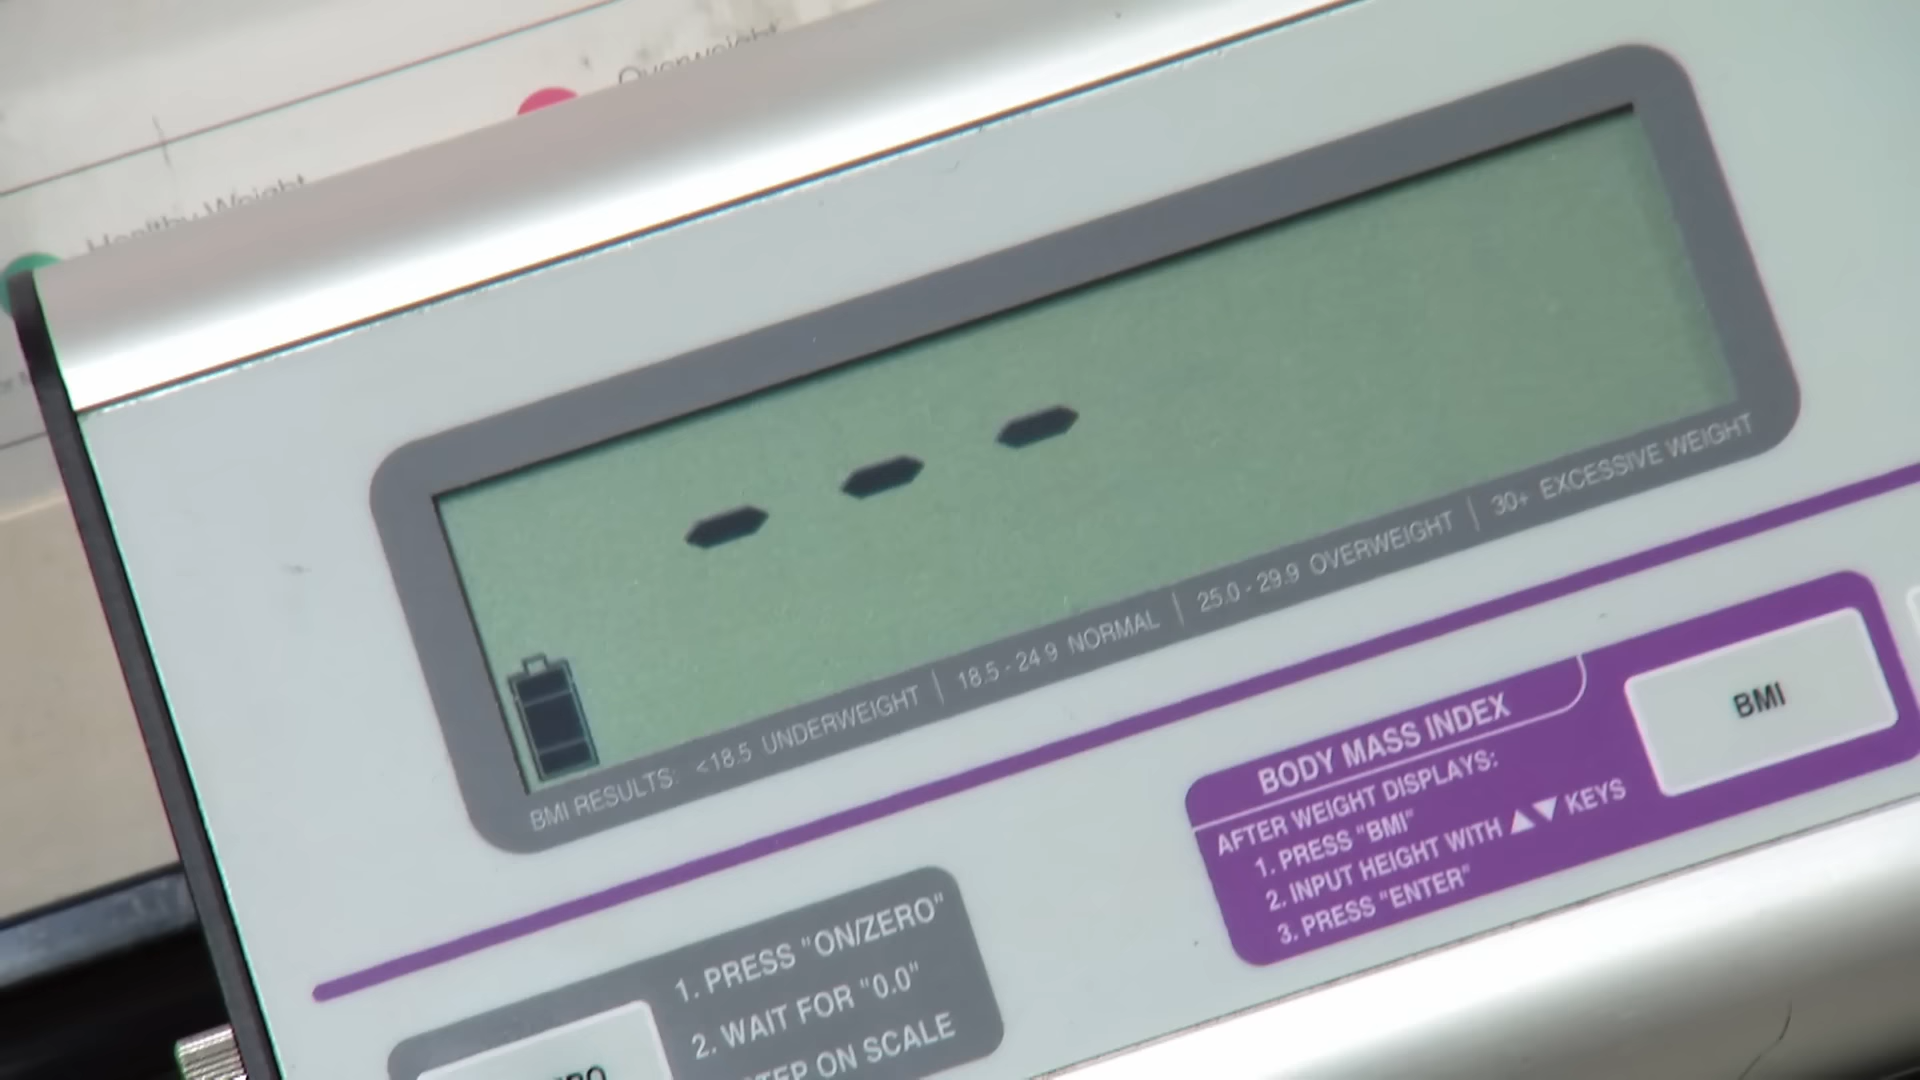 Overweight
Healthy Weight
- - -
BMI RESULTS: <18.5 UNDERWEIGHT | 18.5 - 24.9 NORMAL | 25.0 - 29.9 OVERWEIGHT | 30+ EXCESSIVE WEIGHT
BODY MASS INDEX
AFTER WEIGHT DISPLAYS:
1. PRESS "BMI"
2. INPUT HEIGHT WITH ▲▼ KEYS
3. PRESS "ENTER"
BMI
1. PRESS "ON/ZERO"
2. WAIT FOR "0.0"
STEP ON SCALE